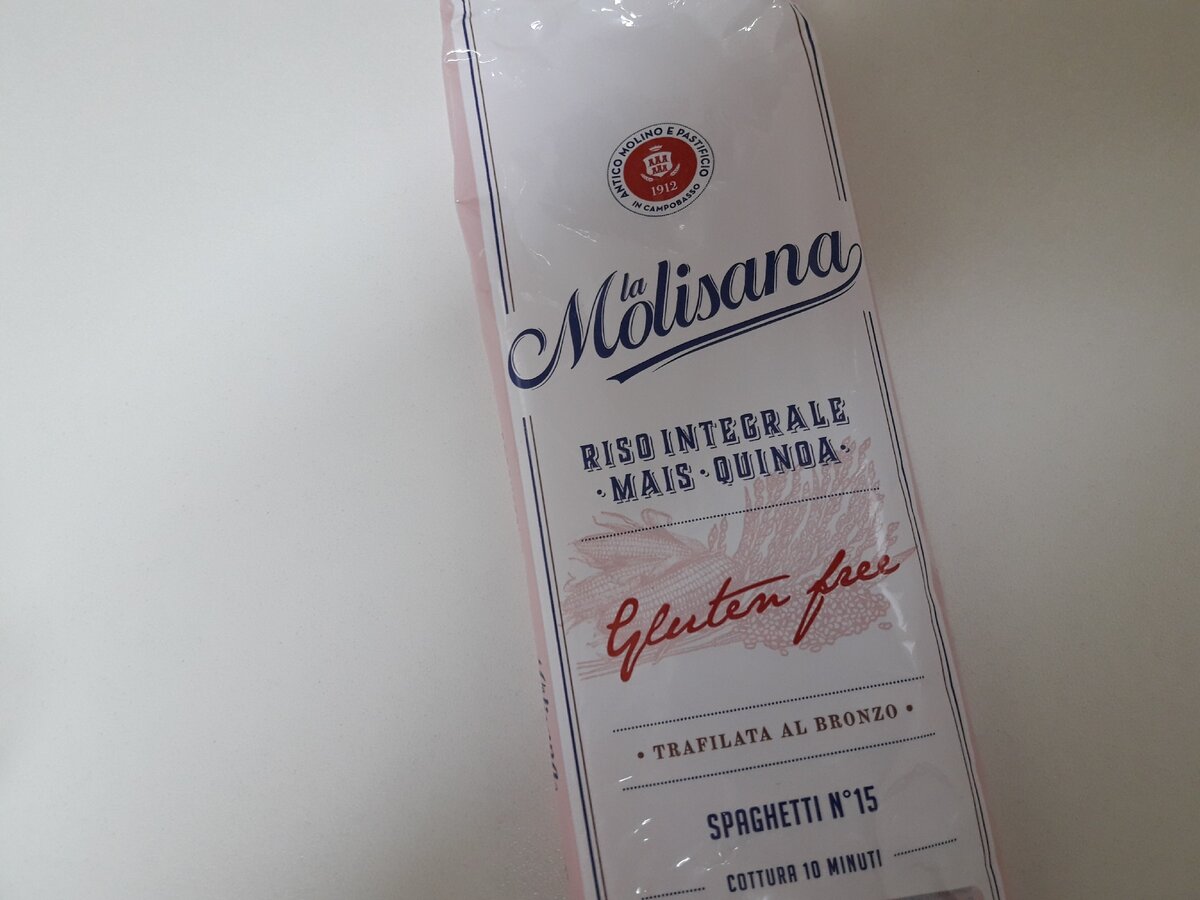 ANTICO MOLINO E PASTIFICIO
1912
IN CAMPOBASSO
la
Molisana
RISO INTEGRALE
·MAIS·QUINOA·
Gluten free
• TRAFILATA AL BRONZO •
SPAGHETTI N°15
COTTURA 10 MINUTI